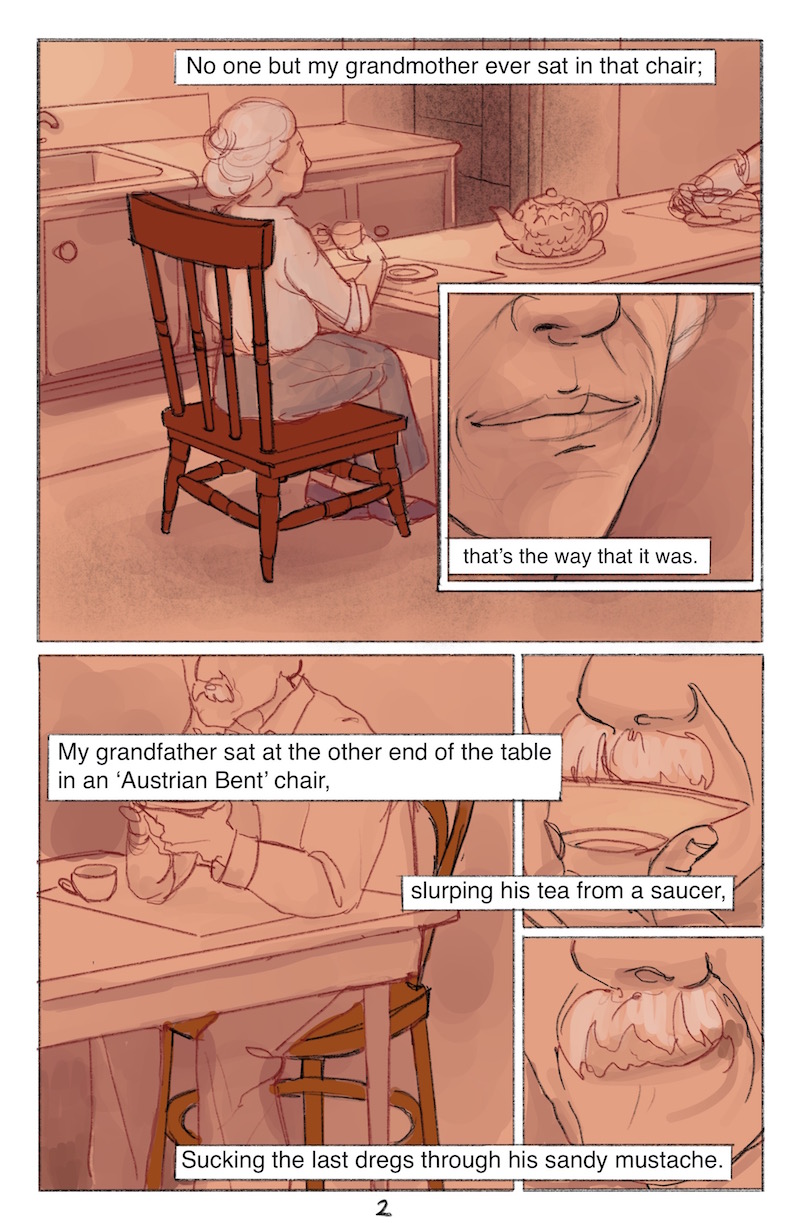 No one but my grandmother ever sat in that chair;
that's the way that it was.
My grandfather sat at the other end of the table
in an ‘Austrian Bent’ chair,
slurping his tea from a saucer,
Sucking the last dregs through his sandy mustache.
2